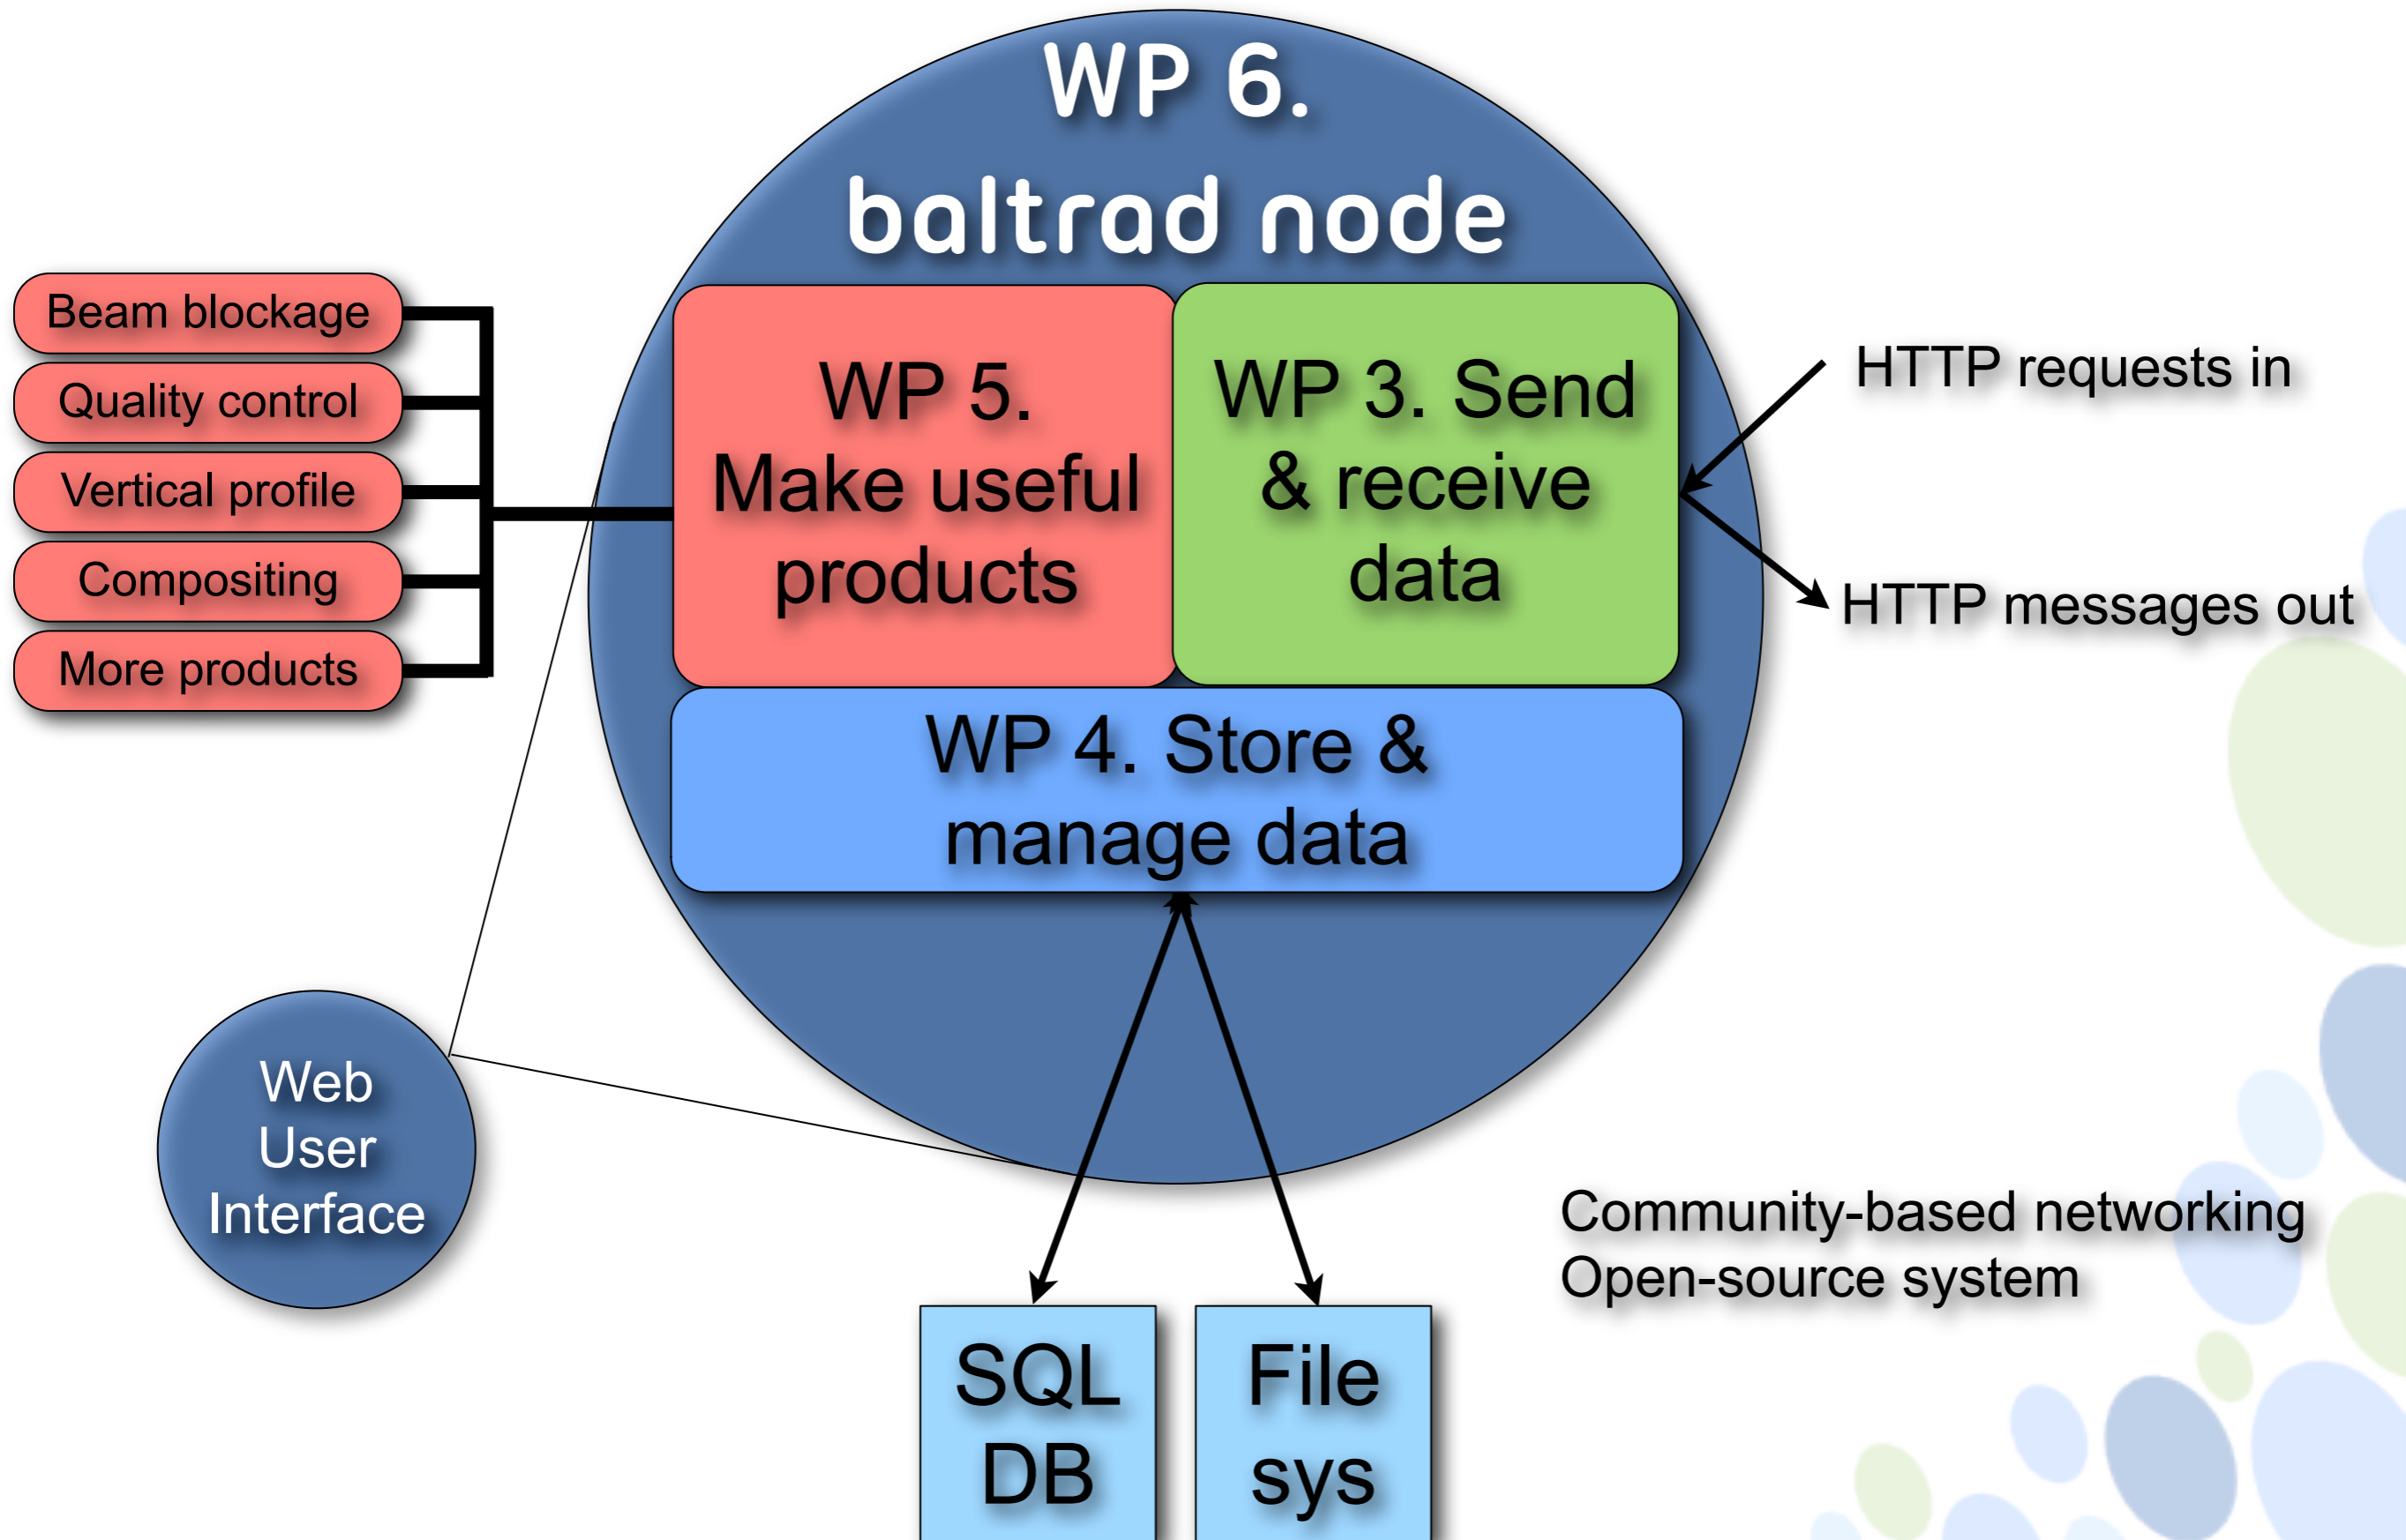 WP 6.
baltrad node
Beam blockage
Quality control
Vertical profile
Compositing
More products
WP 5.
Make useful
products
WP 3. Send
& receive
data
HTTP requests in
HTTP messages out
WP 4. Store &
manage data
Web
User
Interface
Community-based networking
Open-source system
SQL
DB
File
sys